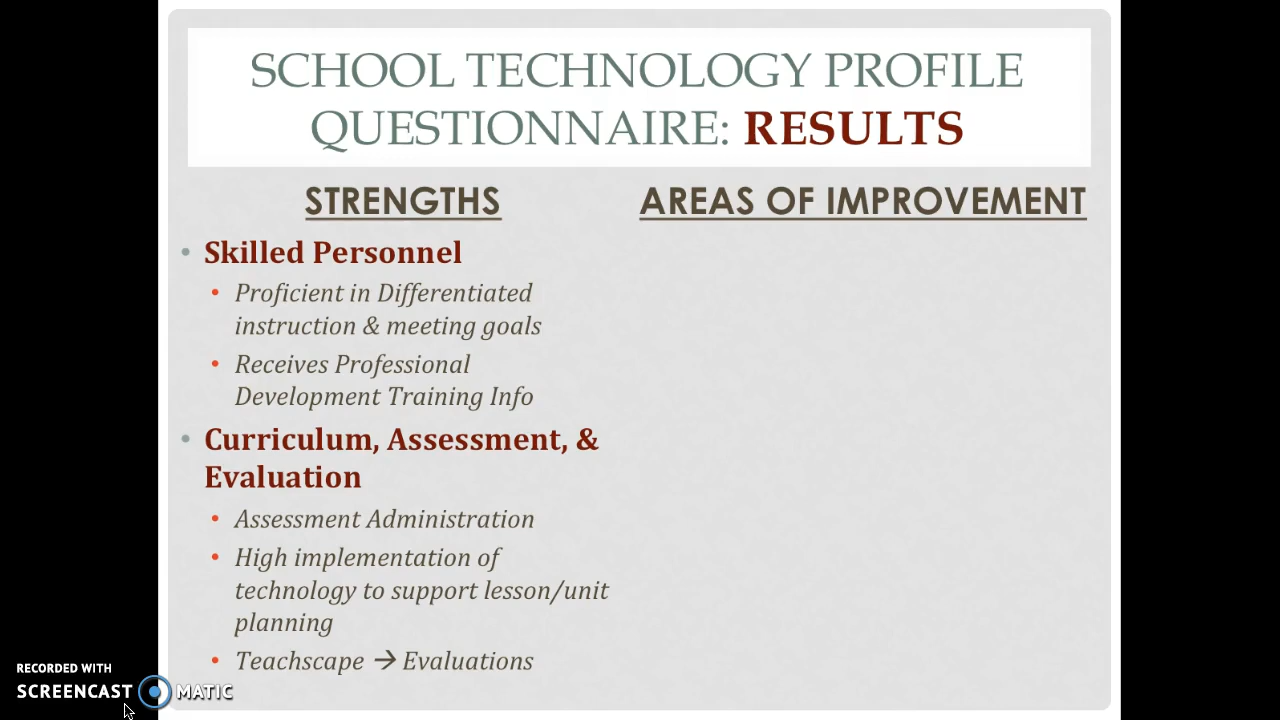 SCHOOL TECHNOLOGY PROFILE
QUESTIONNAIRE: RESULTS
STRENGTHS
• Skilled Personnel
• Proficient in Differentiated
instruction & meeting goals
• Receives Professional
Development Training Info
• Curriculum, Assessment, &
Evaluation
• Assessment Administration
• High implementation of
technology to support lesson/unit
planning
• Teachscape → Evaluations
AREAS OF IMPROVEMENT
RECORDED WITH
SCREENCAST MATIC